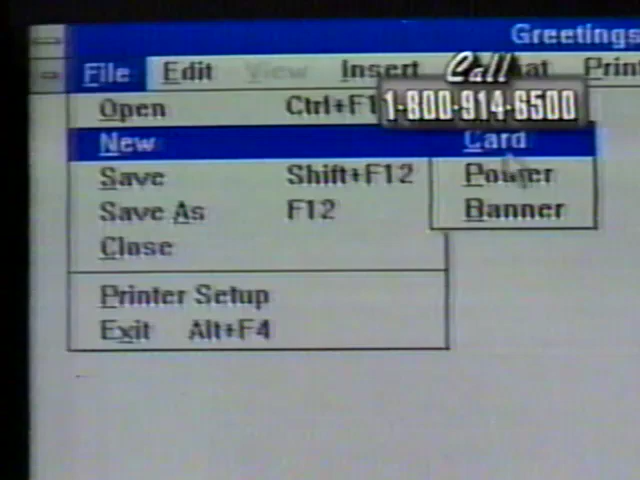 Greetings
File Edit View Insert Print
Call
1-800-914-6500
Open Ctrl+F1
New Card
Save Shift+F12
Save As F12
Close
Printer Setup
Exit Alt+F4
Banner